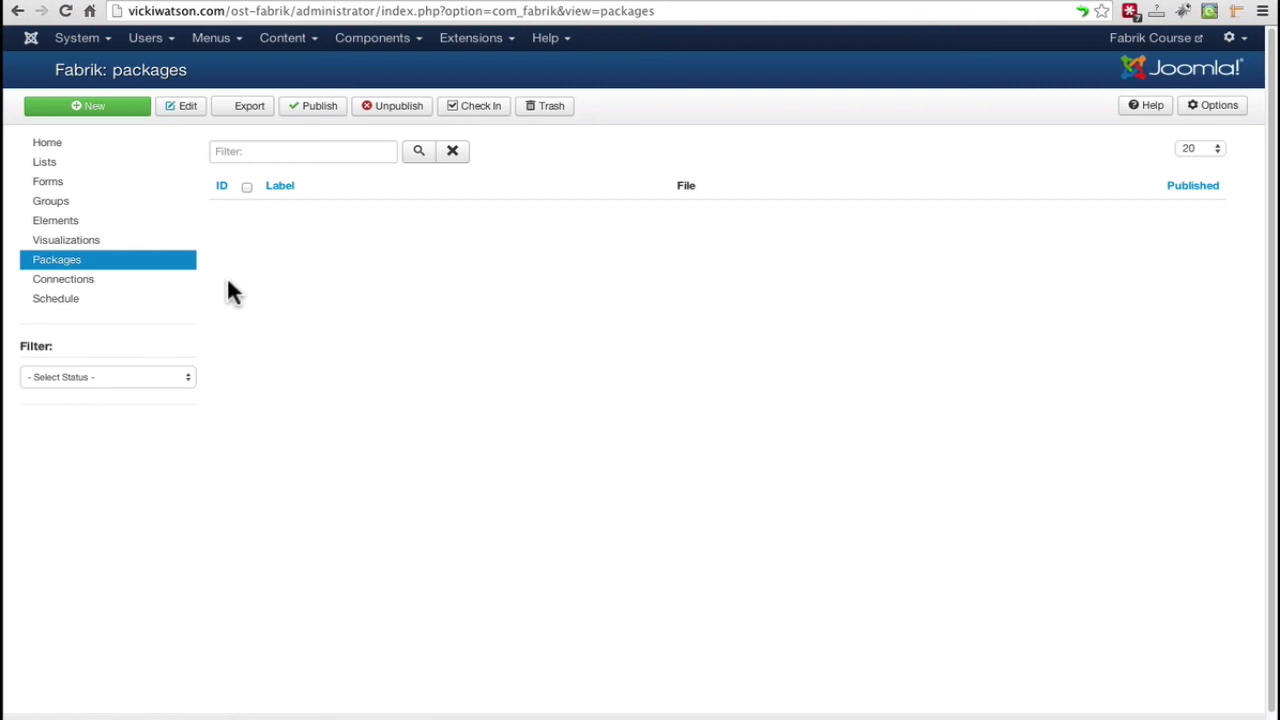 vickiwatson.com/ost-fabrik/administrator/index.php?option=com_fabrik&view=packages
7
System Users Menus Content Components Extensions Help Fabrik Course
Fabrik: packages
Joomla!
New Edit Export Publish Unpublish Check In Trash Help Options
Home
Lists
Forms
Groups
Elements
Visualizations
Packages
Connections
Schedule
Filter:
- Select Status -
Filter:
20
ID Label File Published